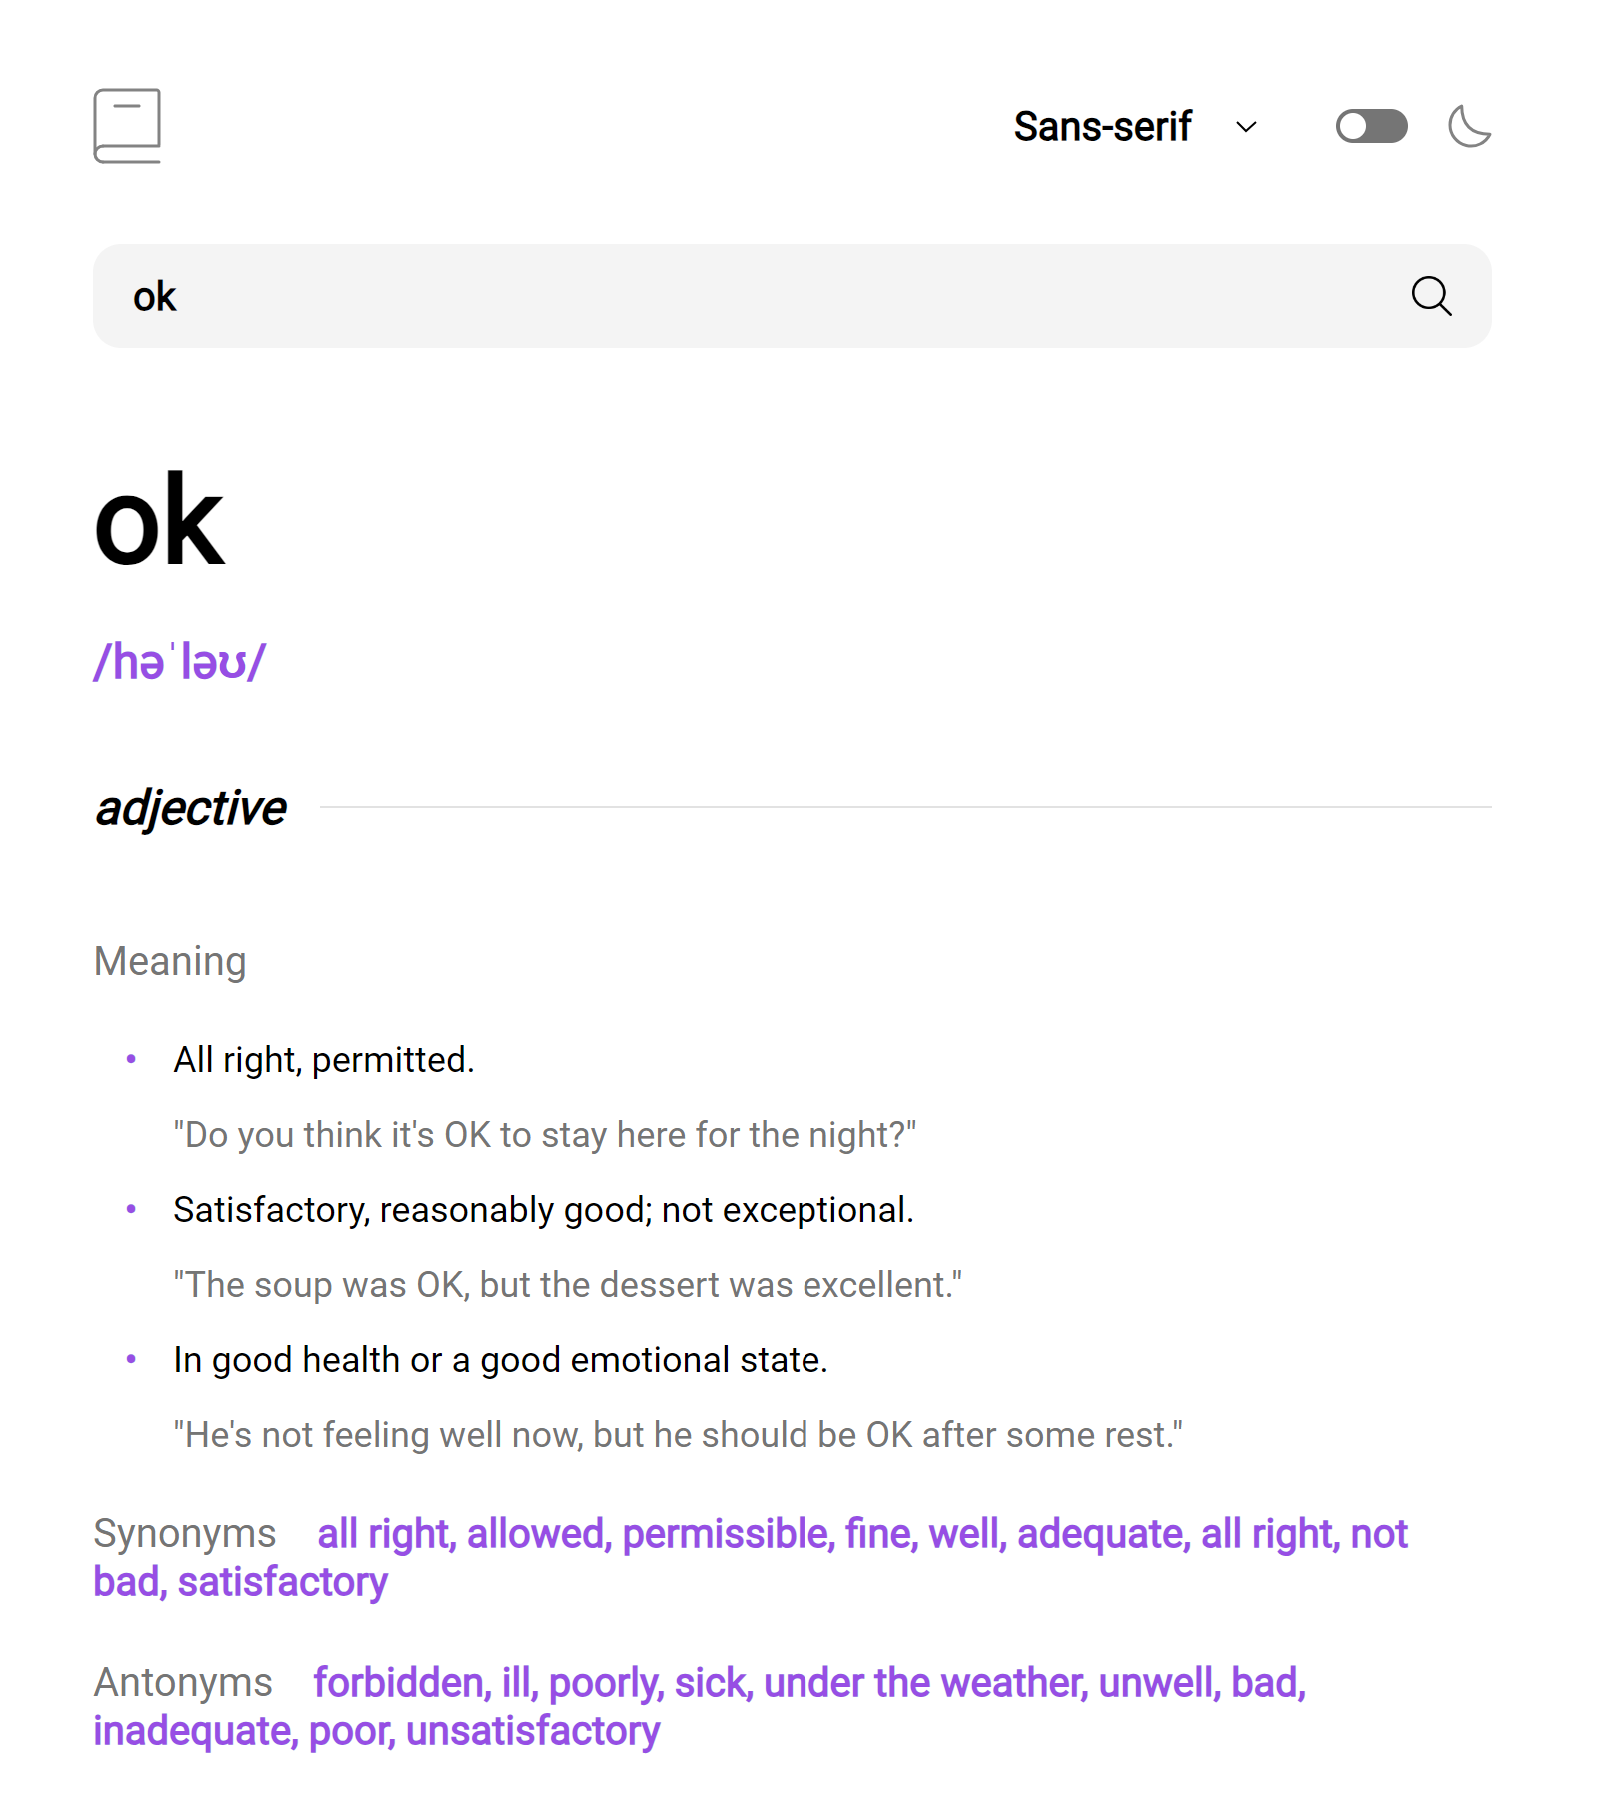 Sans-serif
ok
ok
/həˈləʊ/
adjective
Meaning
• All right, permitted.
"Do you think it's OK to stay here for the night?"
• Satisfactory, reasonably good; not exceptional.
"The soup was OK, but the dessert was excellent."
• In good health or a good emotional state.
"He's not feeling well now, but he should be OK after some rest."
Synonyms all right, allowed, permissible, fine, well, adequate, all right, not
bad, satisfactory
Antonyms forbidden, ill, poorly, sick, under the weather, unwell, bad,
inadequate, poor, unsatisfactory